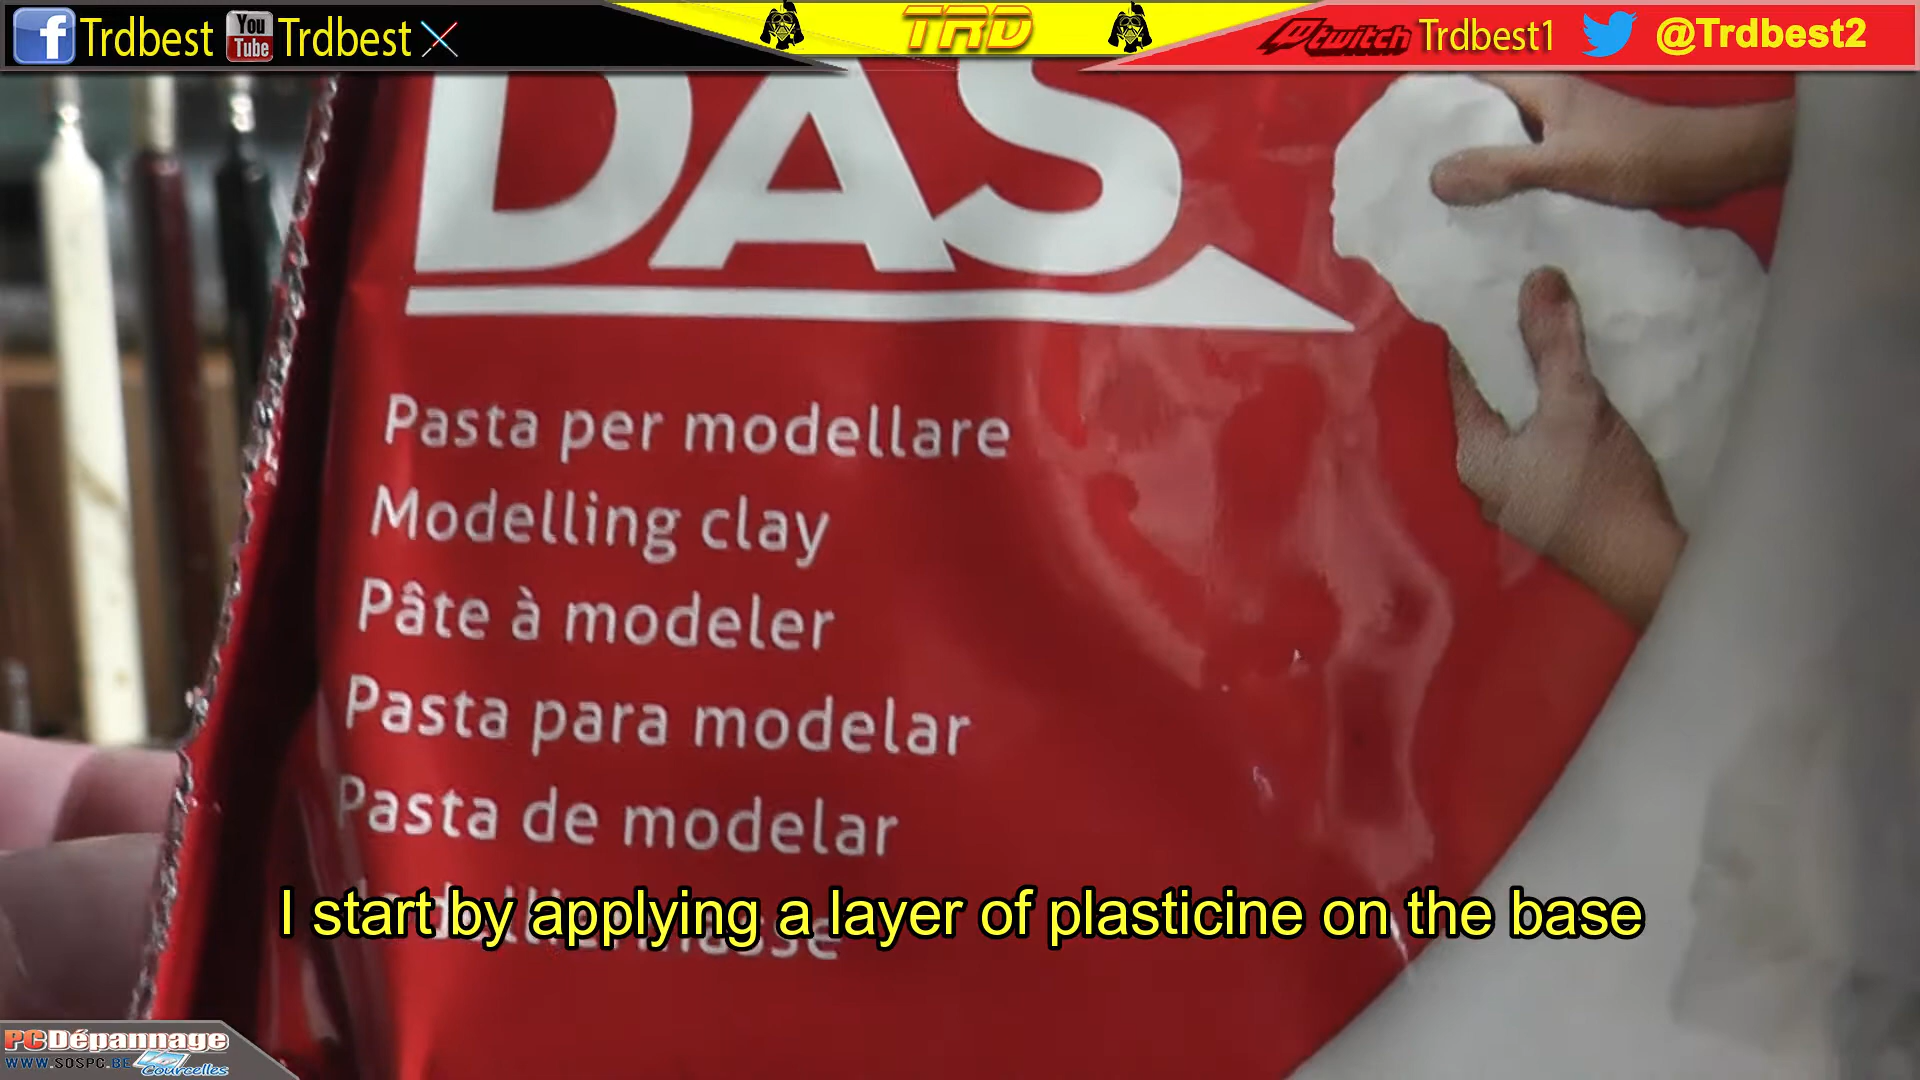 Trdbest
You
Tube
Trdbest
TRD
twitch
Trdbest1
@Trdbest2
DAS
Pasta per modellare
Modelling clay
Pâte à modeler
Pasta para modelar
Pasta de modelar
I start by applying a layer of plasticine on the base
PCDépannage
WWW.SOSPC.BE
Courcelles